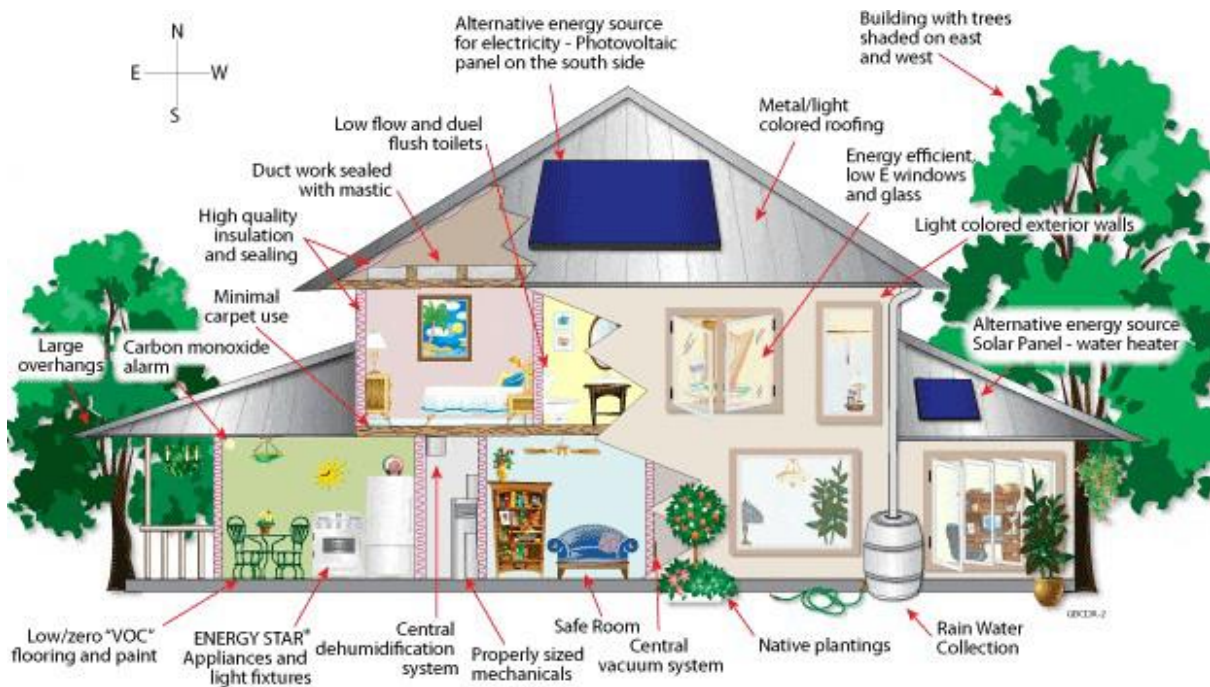 N
E
W
S
Alternative energy source
for electricity - Photovoltaic
panel on the south side
Building with trees
shaded on east
and west
Low flow and duel
flush toilets
Metal/light
colored roofing
Duct work sealed
with mastic
Energy efficient,
low E windows
and glass
High quality
insulation
and sealing
Light colored exterior walls
Minimal
carpet use
Large
overhangs
Carbon monoxide
alarm
Alternative energy source
Solar Panel - water heater
Low/zero "VOC"
flooring and paint
ENERGY STAR®
Appliances and
light fixtures
Central
dehumidification
system
Properly sized
mechanicals
Safe Room
Central
vacuum system
Native plantings
Rain Water
Collection
GBCDR-2